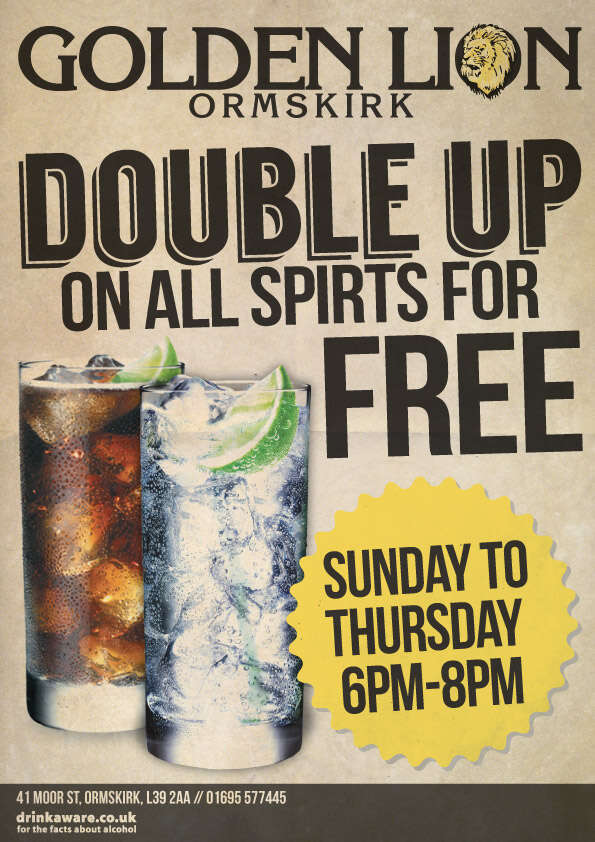 GOLDEN LION
ORMSKIRK
DOUBLE UP
ON ALL SPIRTS FOR
FREE
SUNDAY TO
THURSDAY
6PM-8PM
41 MOOR ST, ORMSKIRK, L39 2AA // 01695 577445
drinkaware.co.uk
for the facts about alcohol